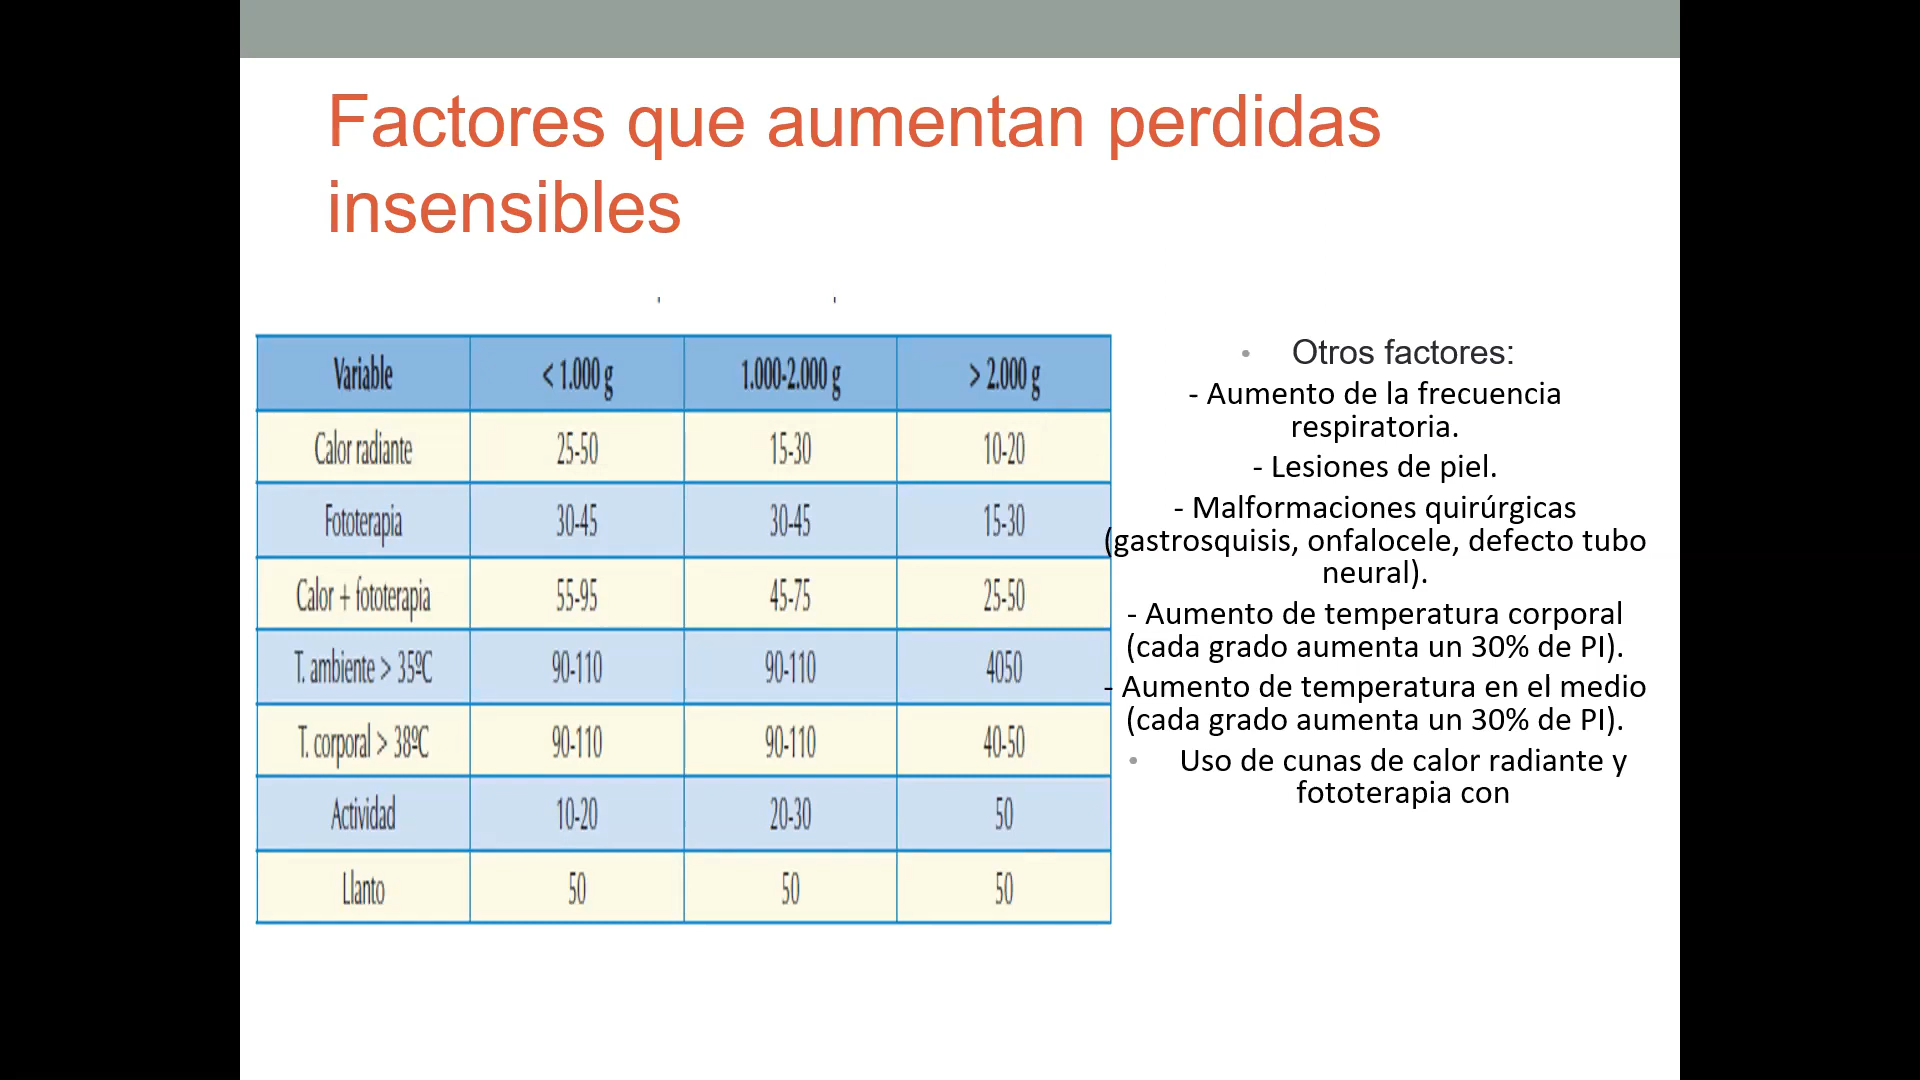 Factores que aumentan perdidas
insensibles
Variable < 1.000 g 1.000-2.000 g > 2.000 g
Calor radiante 25-50 15-30 10-20
Fototerapia 30-45 30-45 15-30
Calor + fototerapia 55-95 45-75 25-50
T. ambiente > 35ºC 90-110 90-110 4050
T. corporal > 38ºC 90-110 90-110 40-50
Actividad 10-20 20-30 50
Llanto 50 50 50
• Otros factores:
- Aumento de la frecuencia
respiratoria.
- Lesiones de piel.
- Malformaciones quirúrgicas
(gastrosquisis, onfalocele, defecto tubo
neural).
- Aumento de temperatura corporal
(cada grado aumenta un 30% de PI).
- Aumento de temperatura en el medio
(cada grado aumenta un 30% de PI).
• Uso de cunas de calor radiante y
fototerapia con